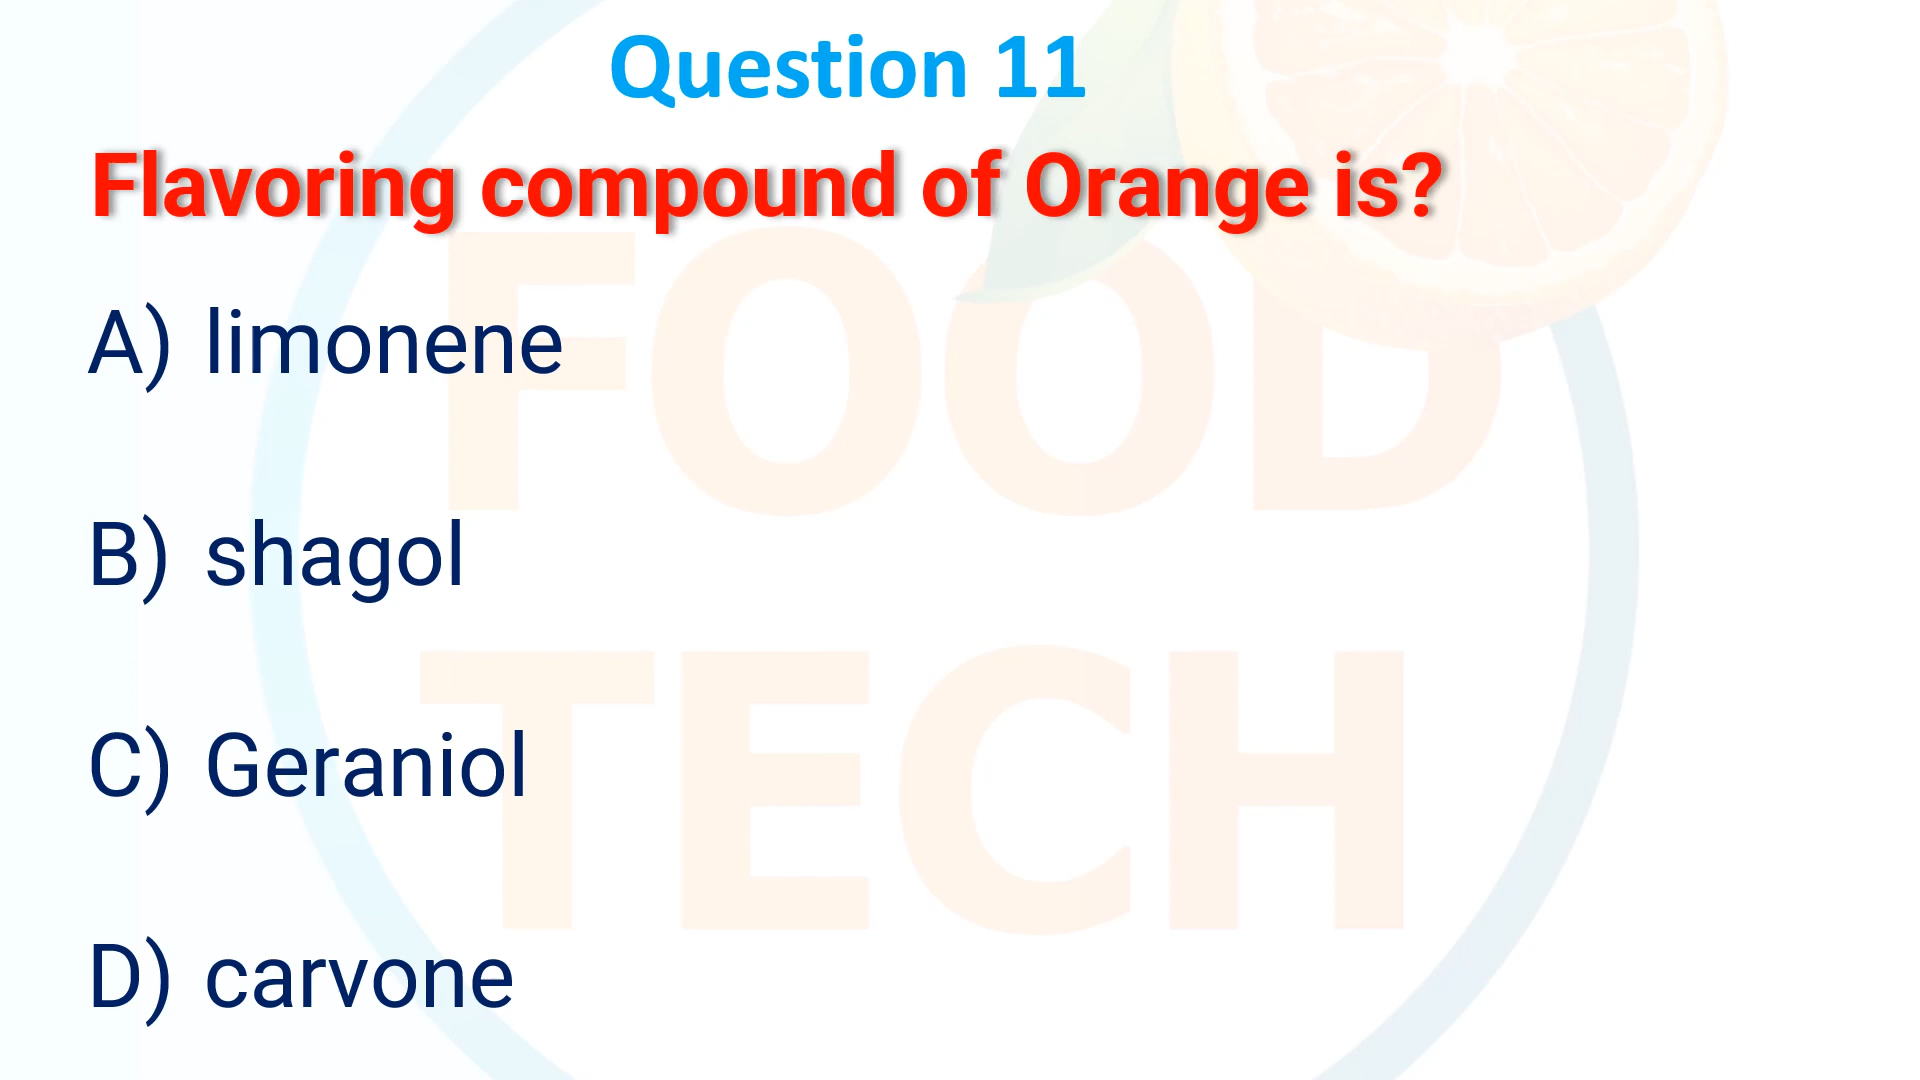 Question 11
Flavoring compound of Orange is?
A) limonene
B) shagol
C) Geraniol
D) carvone
FOOD
TECH